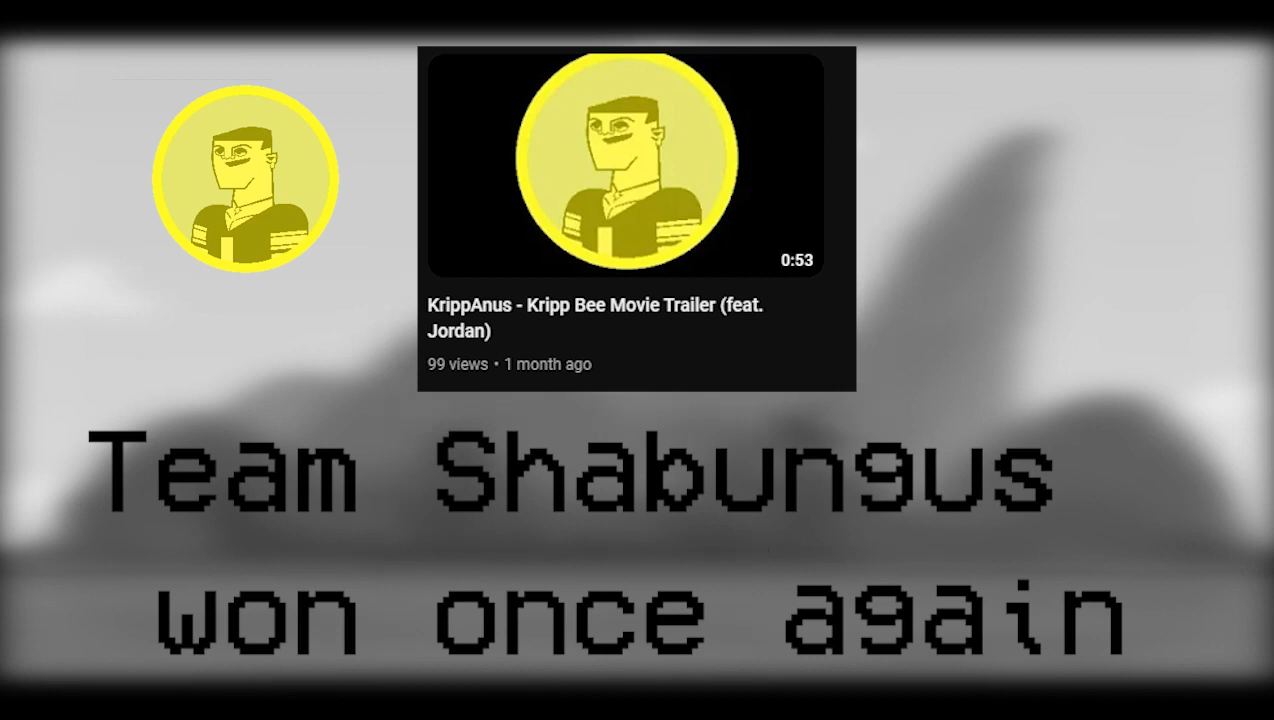 0:53
KrippAnus - Kripp Bee Movie Trailer (feat.
Jordan)
99 views • 1 month ago
Team Shabungus
won once again